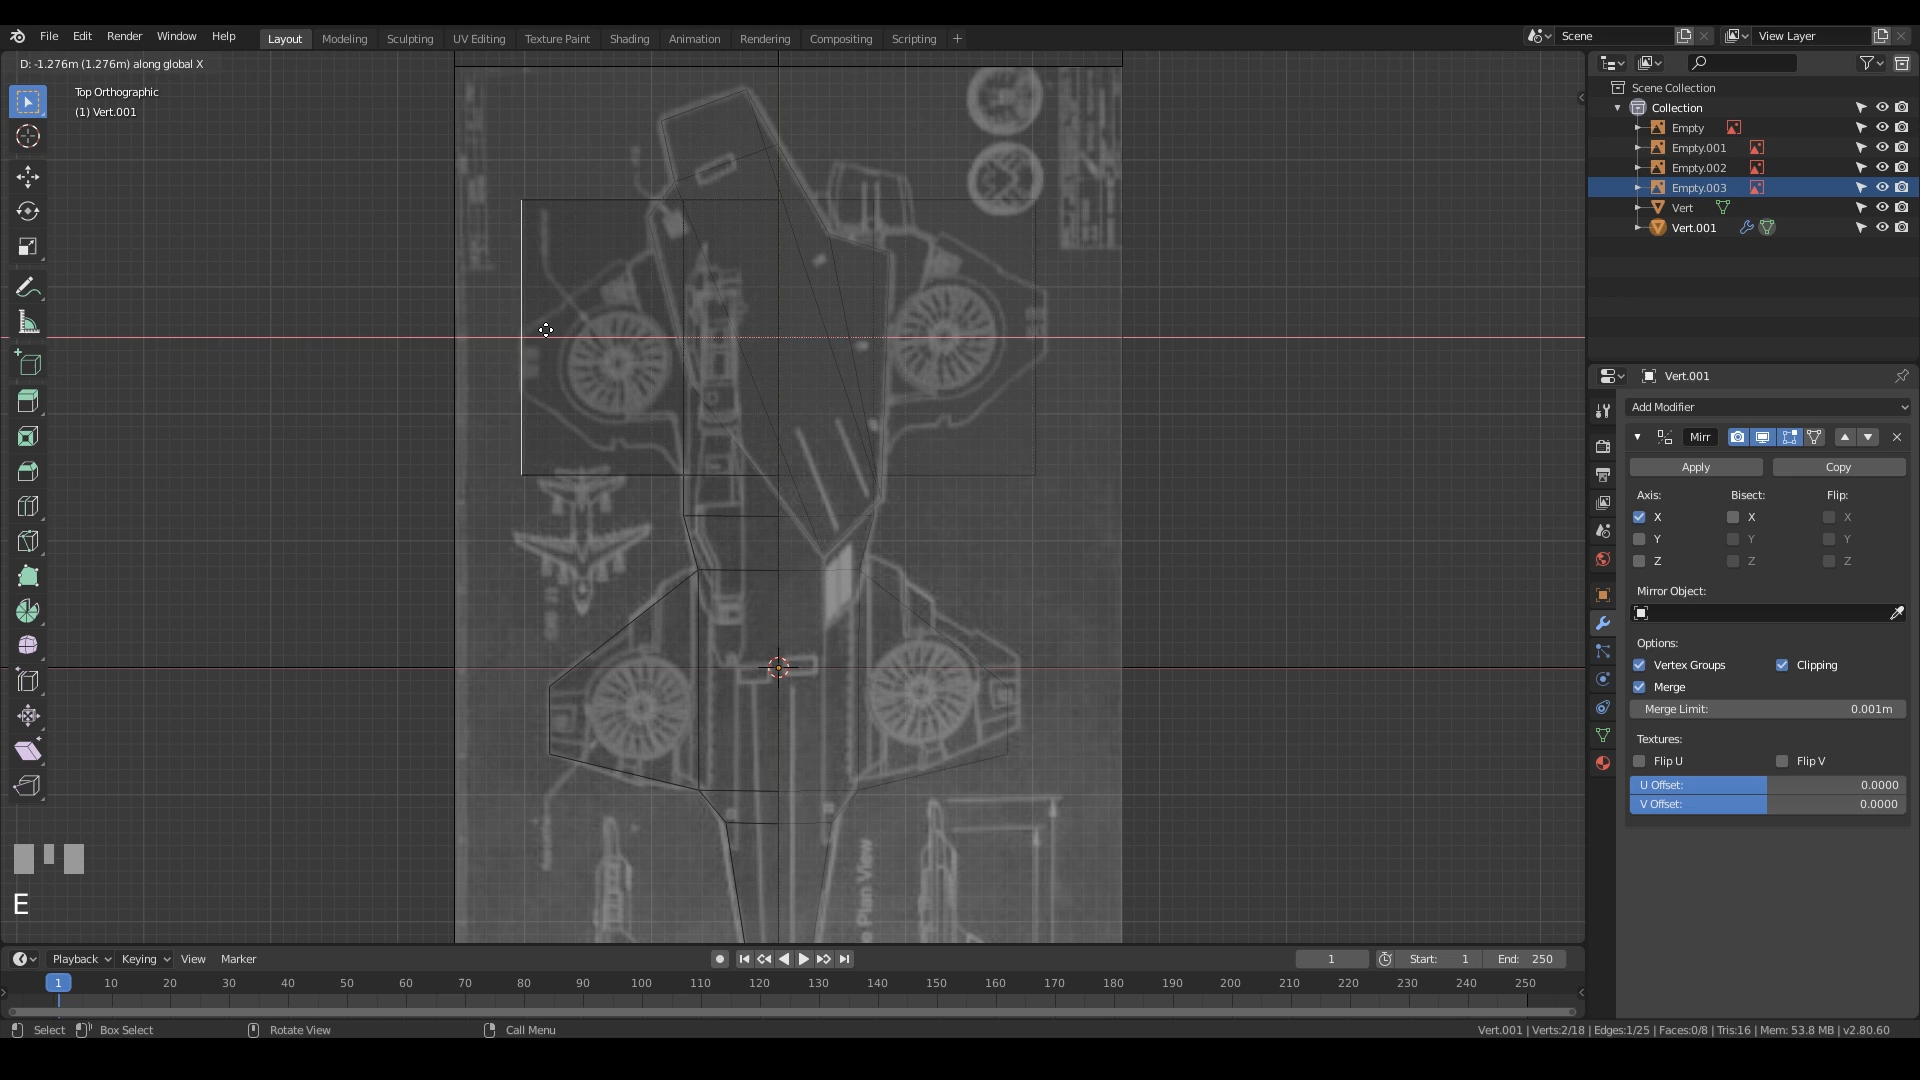 File Edit Render Window Help Layout Modeling Sculpting UV Editing Texture Paint Shading Animation Rendering Compositing Scripting + Scene View Layer
D: -1.276m (1.276m) along global X
Top Orthographic
(1) Vert.001
Scene Collection
Collection
Empty
Empty.001
Empty.002
Empty.003
Vert
Vert.001
Vert.001
Add Modifier
Mirr
Apply Copy
Axis: Bisect: Flip:
X X X
Y Y Y
Z Z Z
Mirror Object:
Options:
Vertex Groups Clipping
Merge
Merge Limit: 0.001m
Textures:
Flip U Flip V
U Offset: 0.0000
V Offset: 0.0000
Plan View
E
Playback Keying View Marker 1 Start: 1 End: 250
1 10 20 30 40 50 60 70 80 90 100 110 120 130 140 150 160 170 180 190 200 210 220 230 240 250
Select Box Select Rotate View Call Menu Vert.001 | Verts:2/18 | Edges:1/25 | Faces:0/8 | Tris:16 | Mem: 53.8 MB | v2.80.60